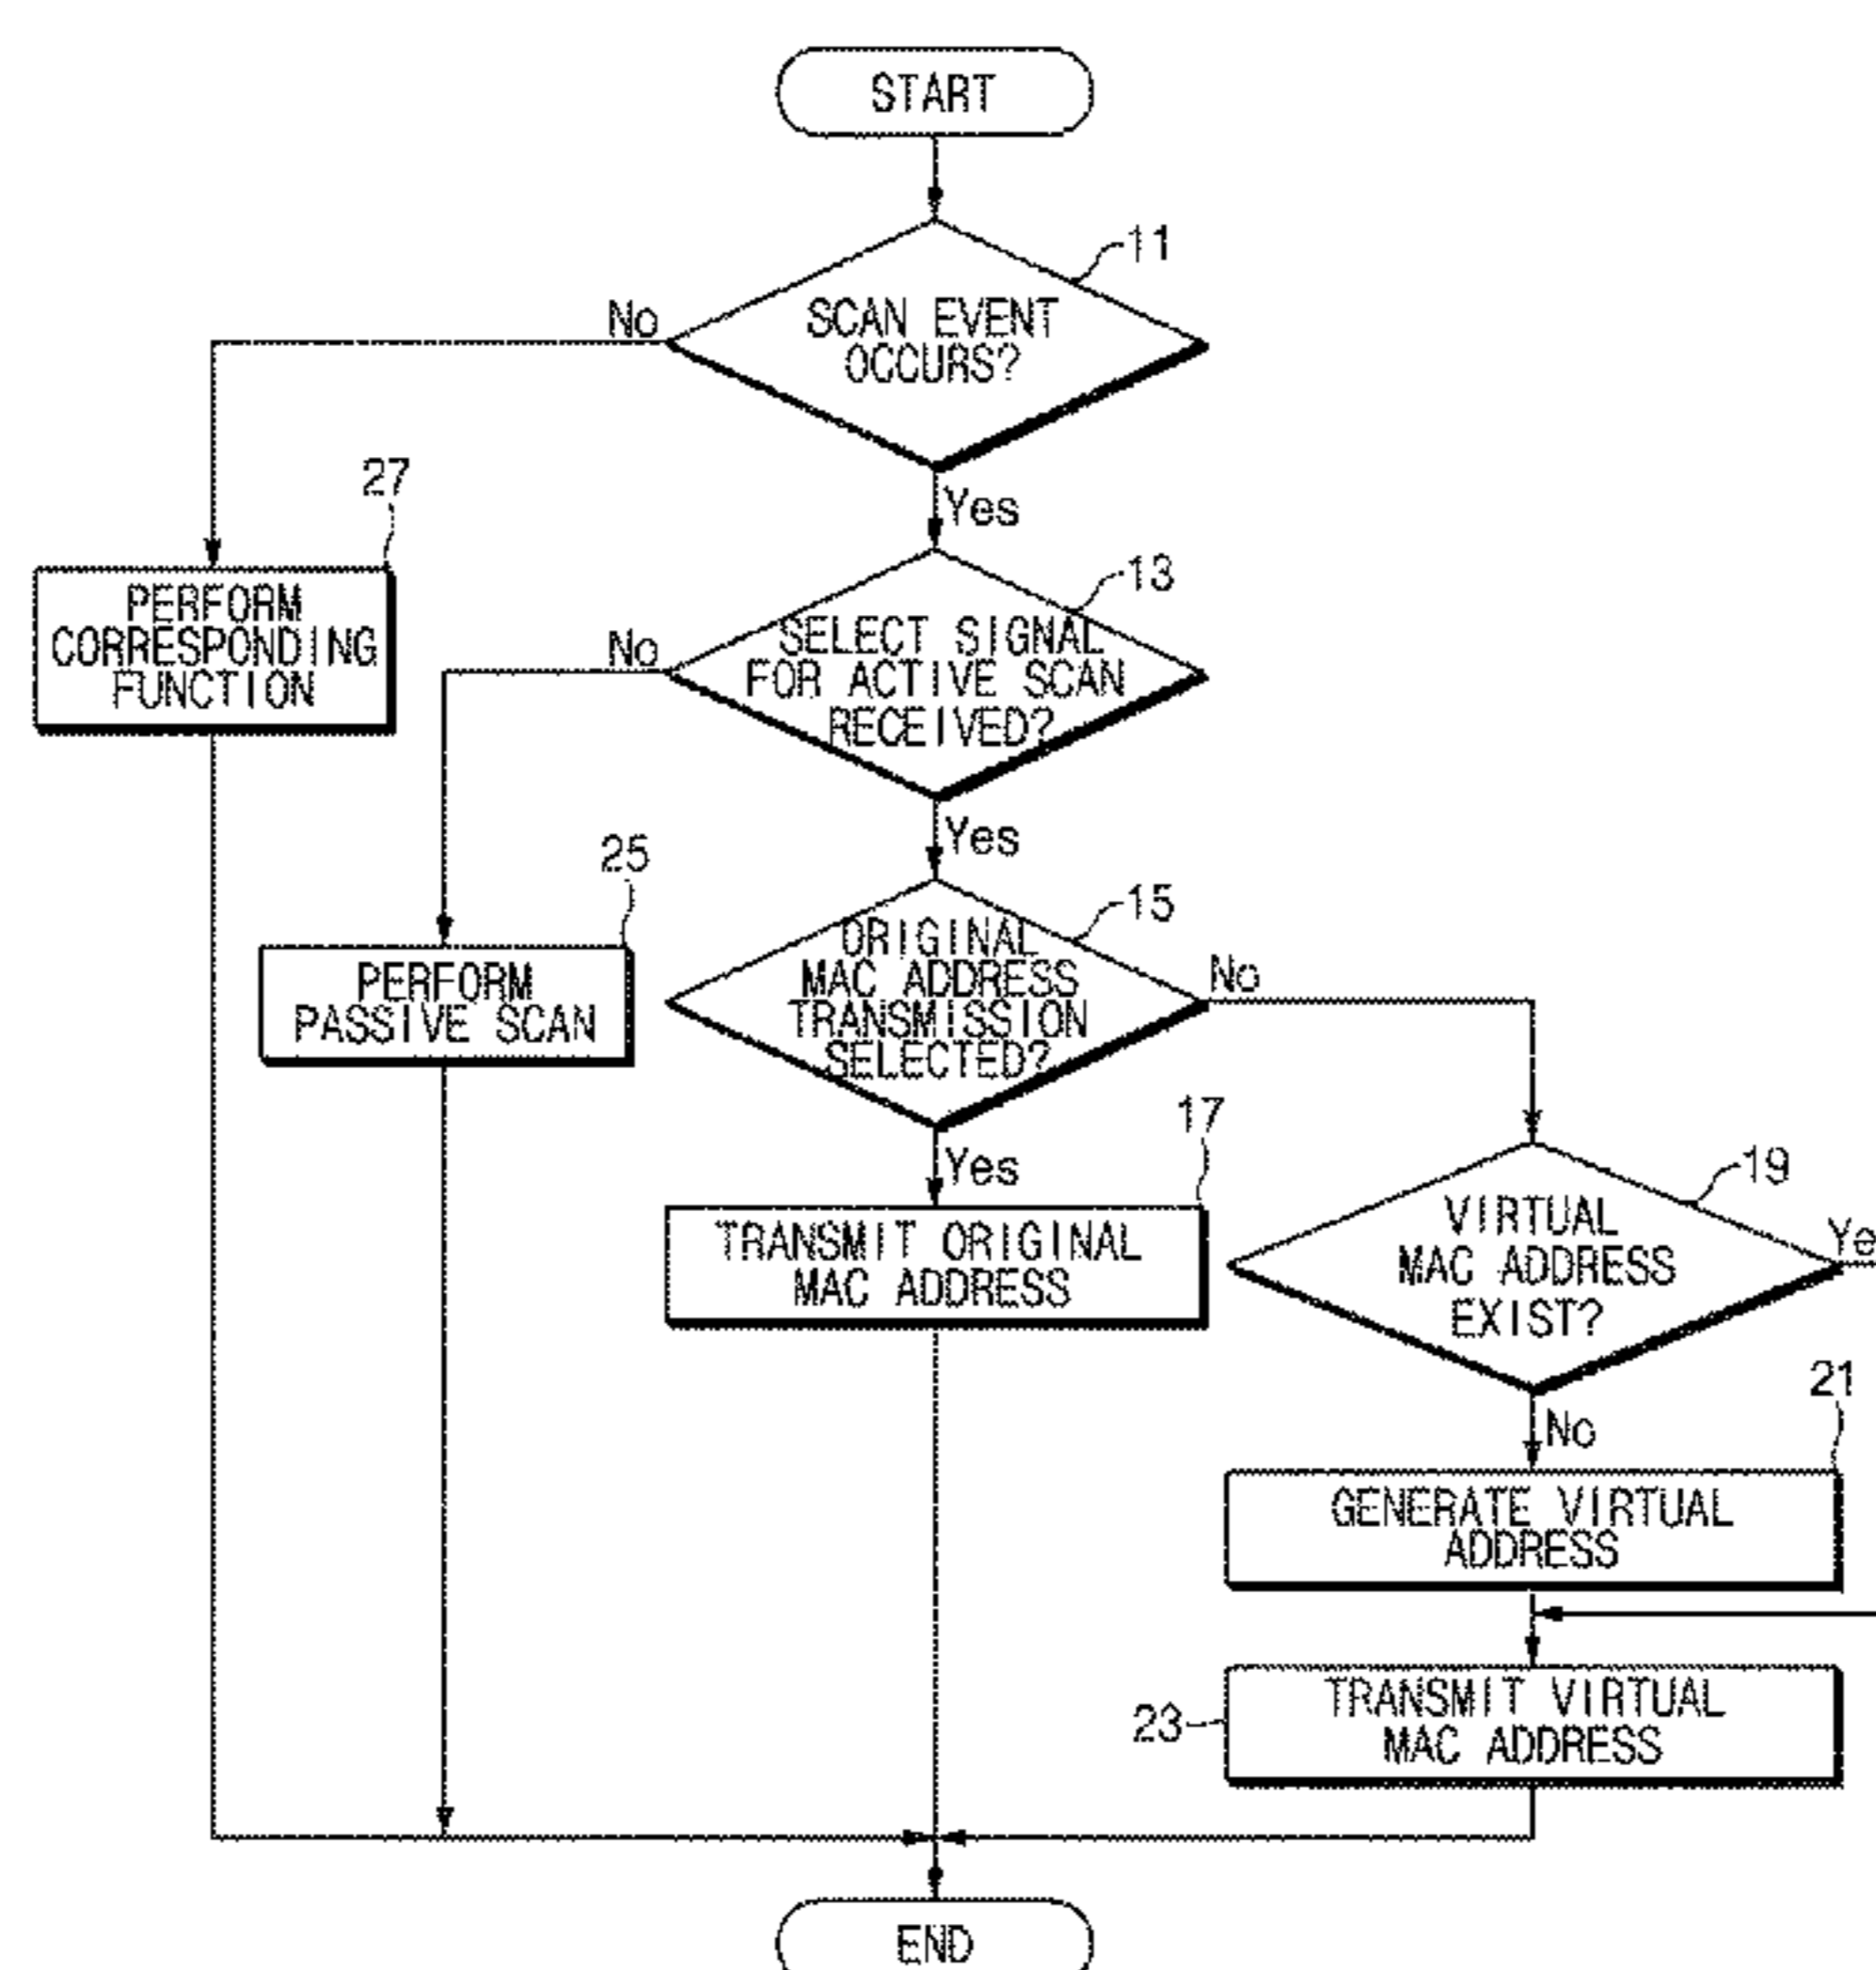 START
11
SCAN EVENT
OCCURS?
No
Yes
27
PERFORM
CORRESPONDING
FUNCTION
13
SELECT SIGNAL
FOR ACTIVE SCAN
RECEIVED?
No
Yes
25
PERFORM
PASSIVE SCAN
15
ORIGINAL
MAC ADDRESS
TRANSMISSION
SELECTED?
No
Yes
17
TRANSMIT ORIGINAL
MAC ADDRESS
19
VIRTUAL
MAC ADDRESS
EXIST?
Ye
No
21
GENERATE VIRTUAL
ADDRESS
23
TRANSMIT VIRTUAL
MAC ADDRESS
END